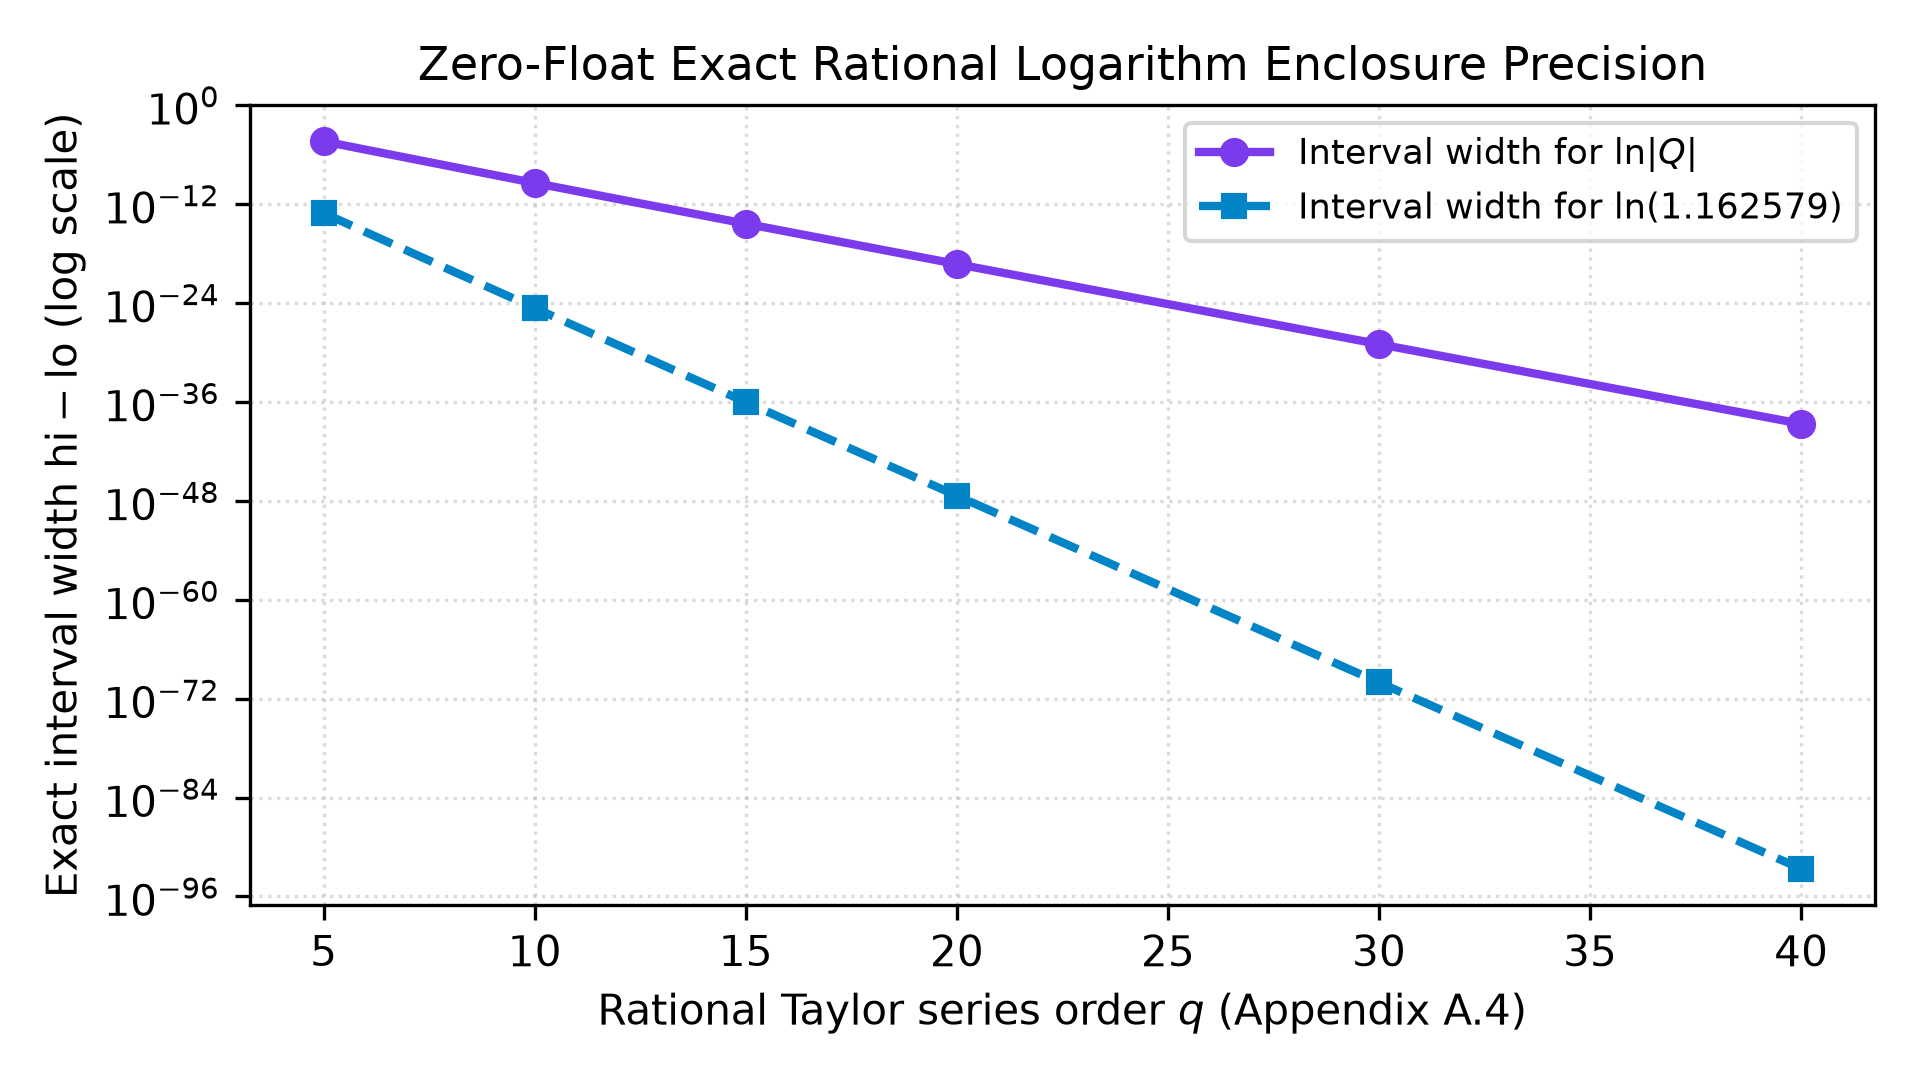 Zero-Float Exact Rational Logarithm Enclosure Precision
Exact interval width hi − lo (log scale)
10⁰
10⁻¹²
10⁻²⁴
10⁻³⁶
10⁻⁴⁸
10⁻⁶⁰
10⁻⁷²
10⁻⁸⁴
10⁻⁹⁶
Interval width for ln|Q|
Interval width for ln(1.162579)
5 10 15 20 25 30 35 40
Rational Taylor series order q (Appendix A.4)